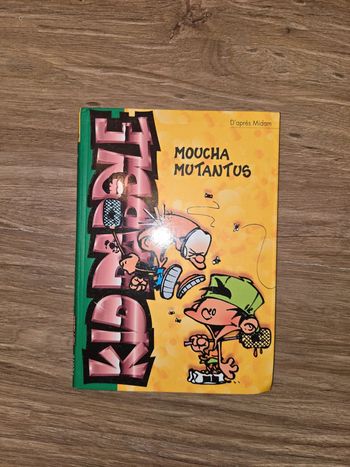 D'après Midam
MOUCHA
MUTANTUS
KID PADDLE